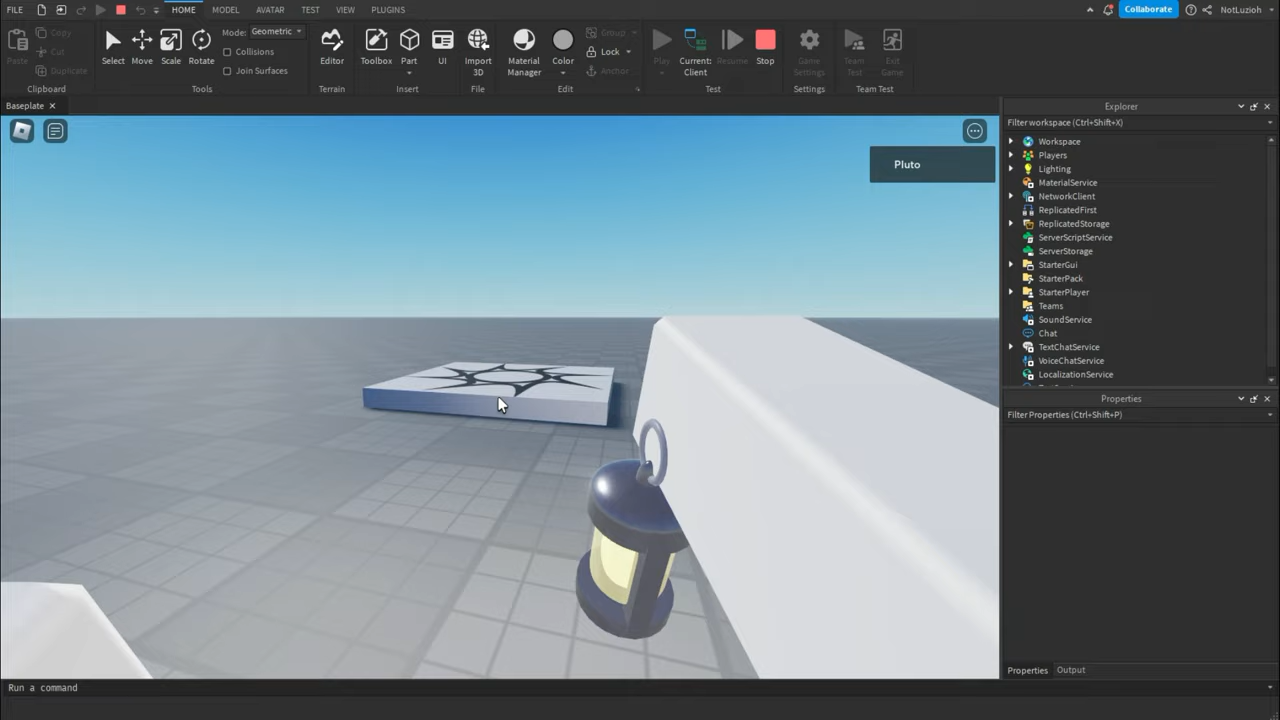 FILE HOME MODEL AVATAR TEST VIEW PLUGINS Collaborate NotLuzioh
Paste Copy Cut Duplicate Clipboard
Select Move Scale Rotate Mode: Geometric Collisions Join Surfaces Tools
Editor Terrain
Toolbox Part UI Insert
Import 3D File
Material Manager Color Group Lock Anchor Edit
Play Current: Client Resume Stop Test
Game Settings Settings
Team Test Exit Game Team Test
Baseplate
Pluto
Explorer
Filter workspace (Ctrl+Shift+X)
Workspace
Players
Lighting
MaterialService
NetworkClient
ReplicatedFirst
ReplicatedStorage
ServerScriptService
ServerStorage
StarterGui
StarterPack
StarterPlayer
Teams
SoundService
Chat
TextChatService
VoiceChatService
LocalizationService
Properties
Filter Properties (Ctrl+Shift+P)
Properties Output
Run a command